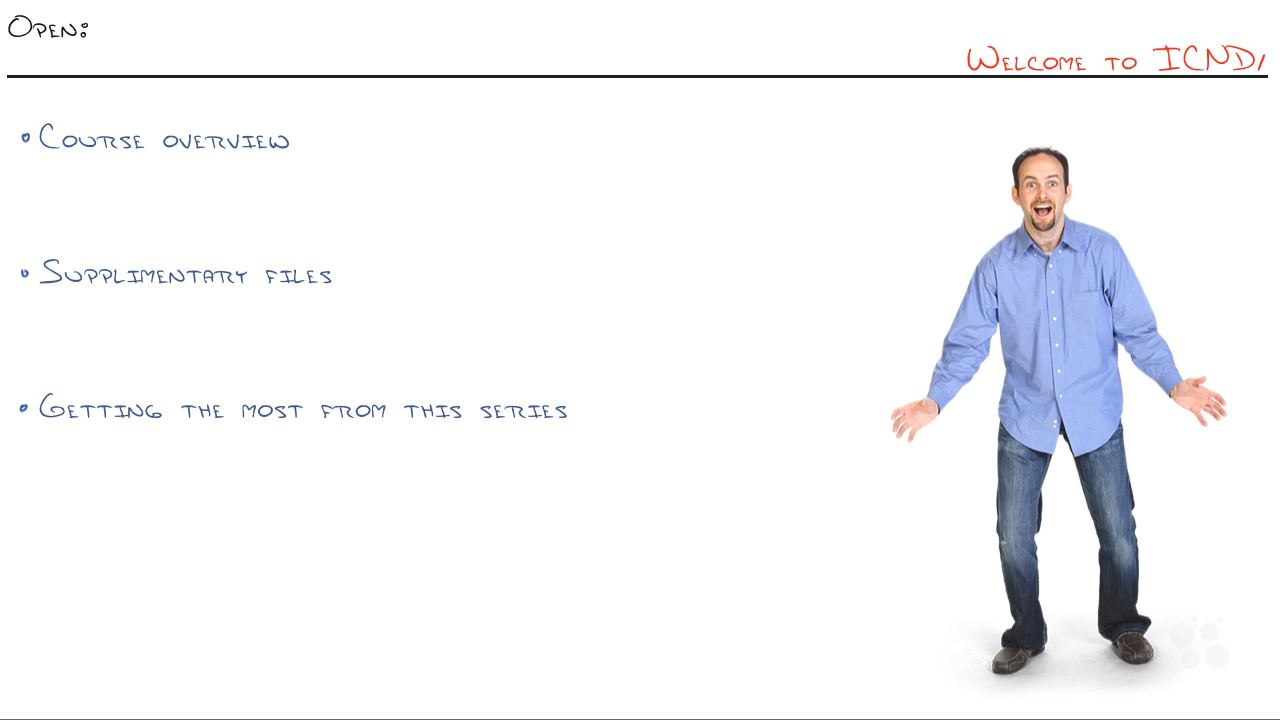 Open:
Welcome to ICND1
• Course overview
• Supplimentary files
• Getting the most from this series